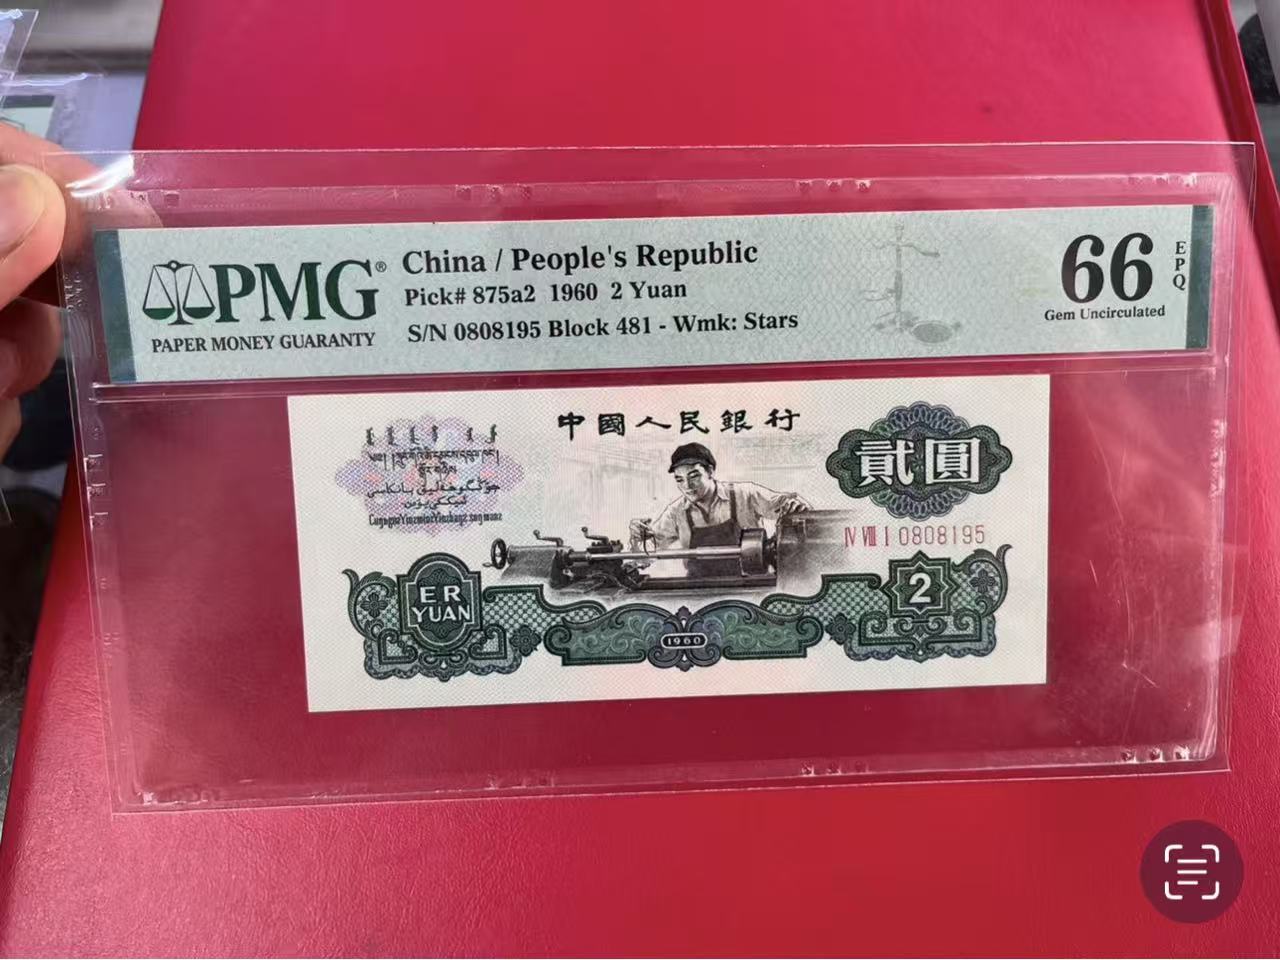 PMG®
PAPER MONEY GUARANTY
China / People's Republic
Pick# 875a2 1960 2 Yuan
S/N 0808195 Block 481 - Wmk: Stars
66
EPQ
Gem Uncirculated
中國人民銀行
貳圓
IV VIII I 0808195
ER
YUAN
2
1960